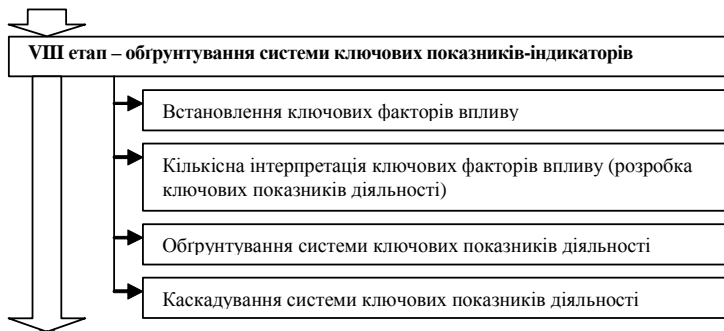 VIII етап – обґрунтування системи ключових показників-індикаторів
Встановлення ключових факторів впливу
Кількісна інтерпретація ключових факторів впливу (розробка
ключових показників діяльності)
Обґрунтування системи ключових показників діяльності
Каскадування системи ключових показників діяльності